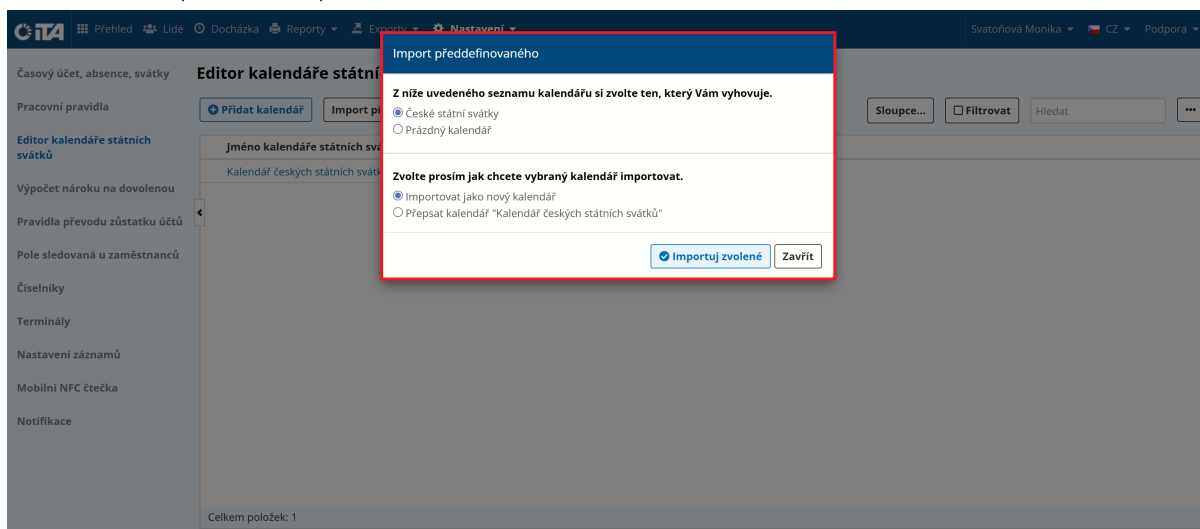 iTA Přehled Lidé Docházka Reporty Exporty Nastavení Svatoňová Monika CZ Podpora
Časový účet, absence, svátky
Pracovní pravidla
Editor kalendáře státních
svátků
Výpočet nároku na dovolenou
Pravidla převodu zůstatku účtů
Pole sledovaná u zaměstnanců
Číselníky
Terminály
Nastavení záznamů
Mobilní NFC čtečka
Notifikace
Editor kalendáře státní
Přidat kalendář Import Sloupce... Filtrovat Hledat ...
Jméno kalendáře státních
Kalendář českých státních
Celkem položek: 1
Import předdefinovaného
Z níže uvedeného seznamu kalendářu si zvolte ten, který Vám vyhovuje.
České státní svátky
Prázdný kalendář
Zvolte prosím jak chcete vybraný kalendář importovat.
Importovat jako nový kalendář
Přepsat kalendář "Kalendář českých státních svátků"
Importuj zvolené Zavřít